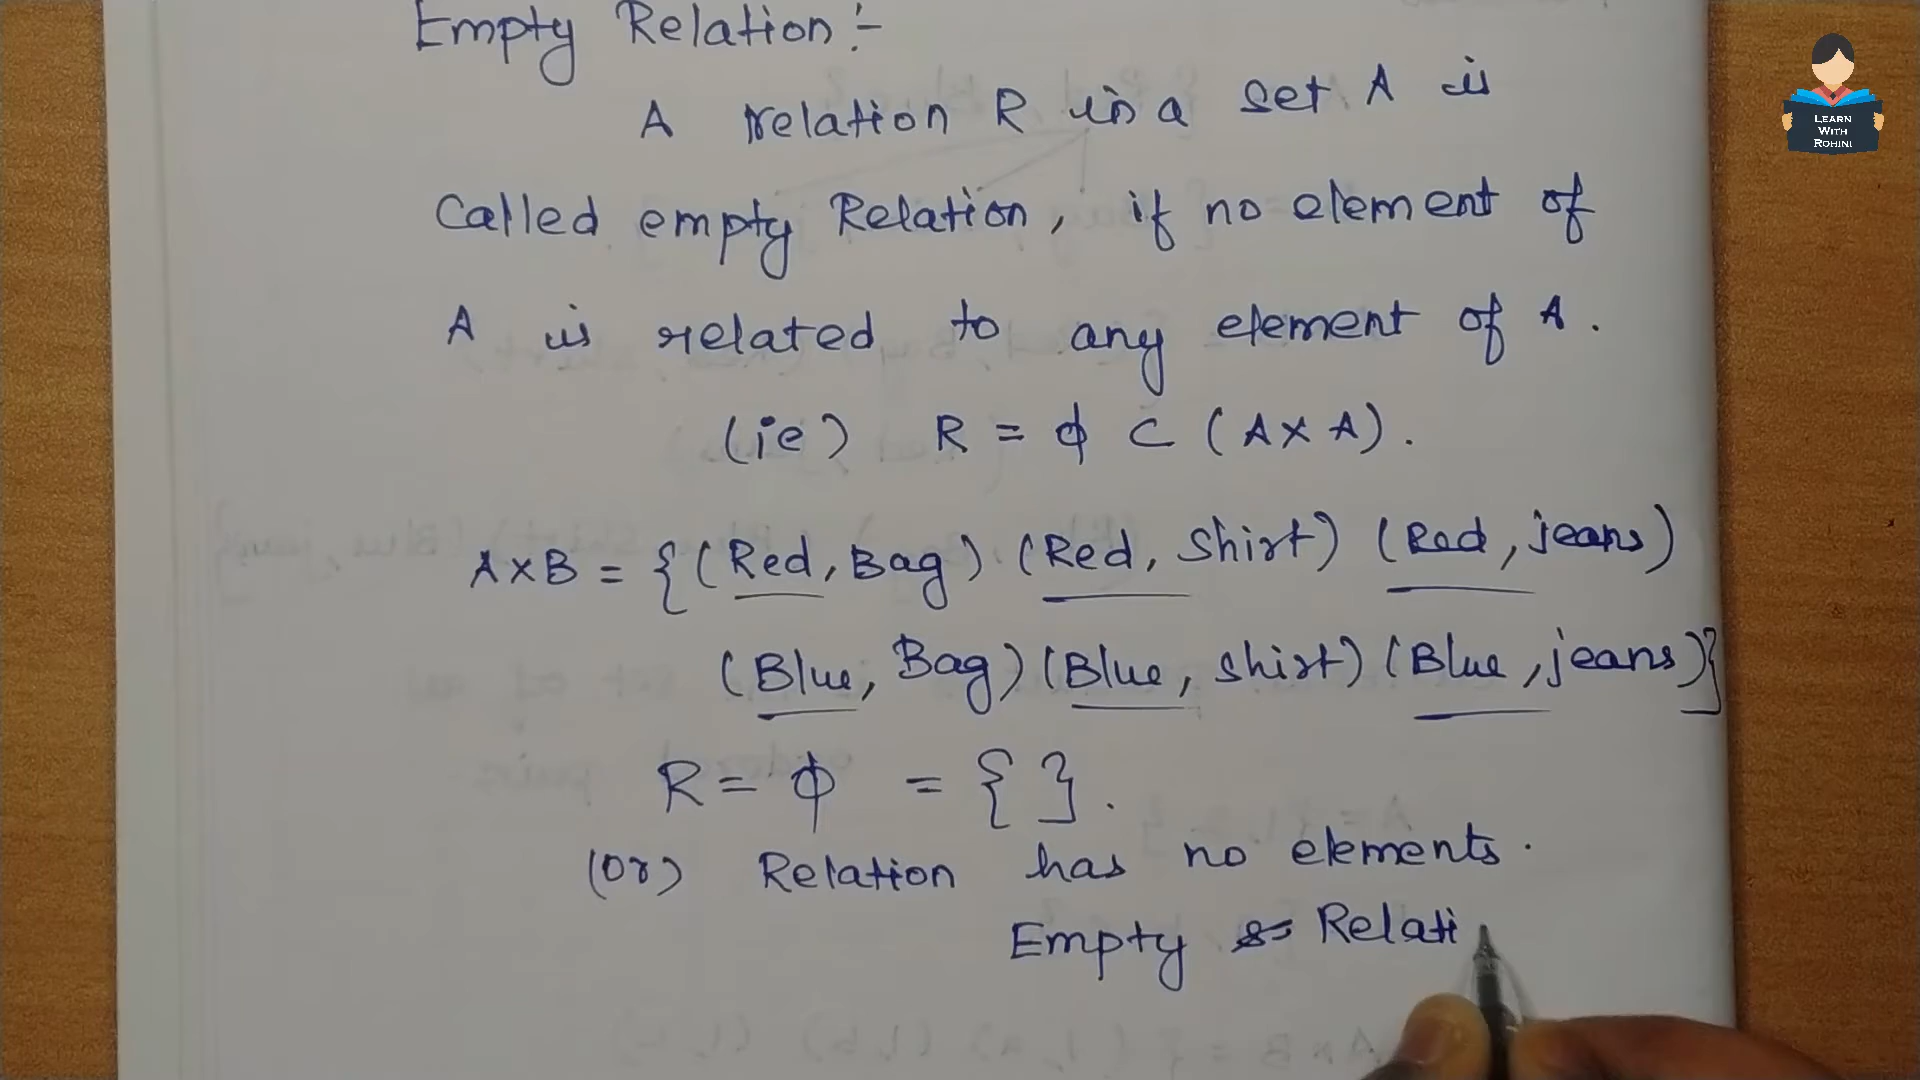 Empty Relation :-
A relation R in a set A is
Called empty Relation, if no element of
A is related to any element of A.
(ie) R = ϕ ⊂ (A×A).
A×B = {(Red, Bag) (Red, Shirt) (Red, jeans)
(Blue, Bag) (Blue, shirt) (Blue, jeans)}
R = ϕ = { }.
(Or) Relation has no elements.
Empty Relati
LEARN
WITH
ROHINI